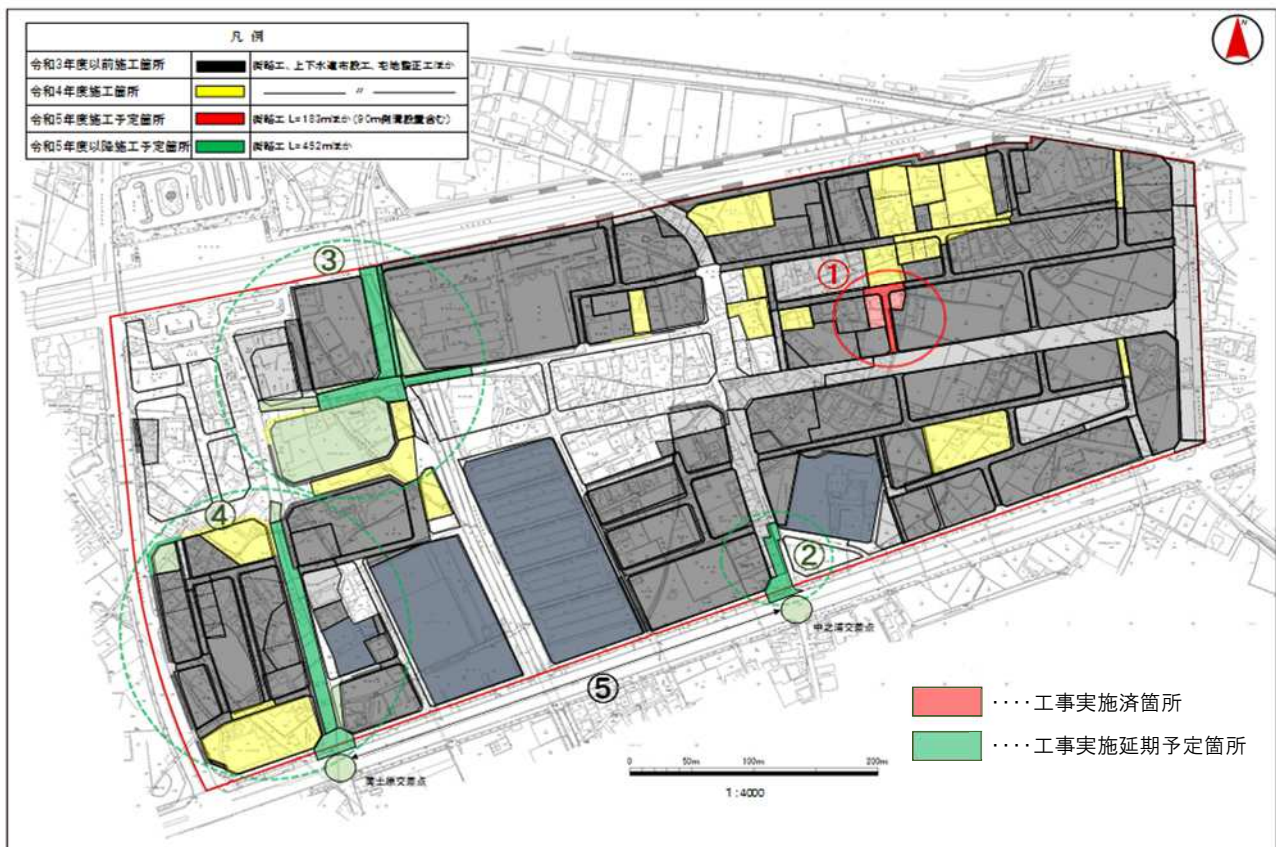 凡 例
令和3年度以前施工箇所 街路工、上下水道布設工、宅地整正工ほか
令和4年度施工箇所 〃
令和5年度施工予定箇所 街路工 L=183mほか(90m側溝設置含む)
令和5年度以降施工予定箇所 街路工 L=452mほか
N
③
①
④
②
中之浦交差点
⑤
交差点
････工事実施済箇所
････工事実施延期予定箇所
0 50m 100m 200m
1:4000